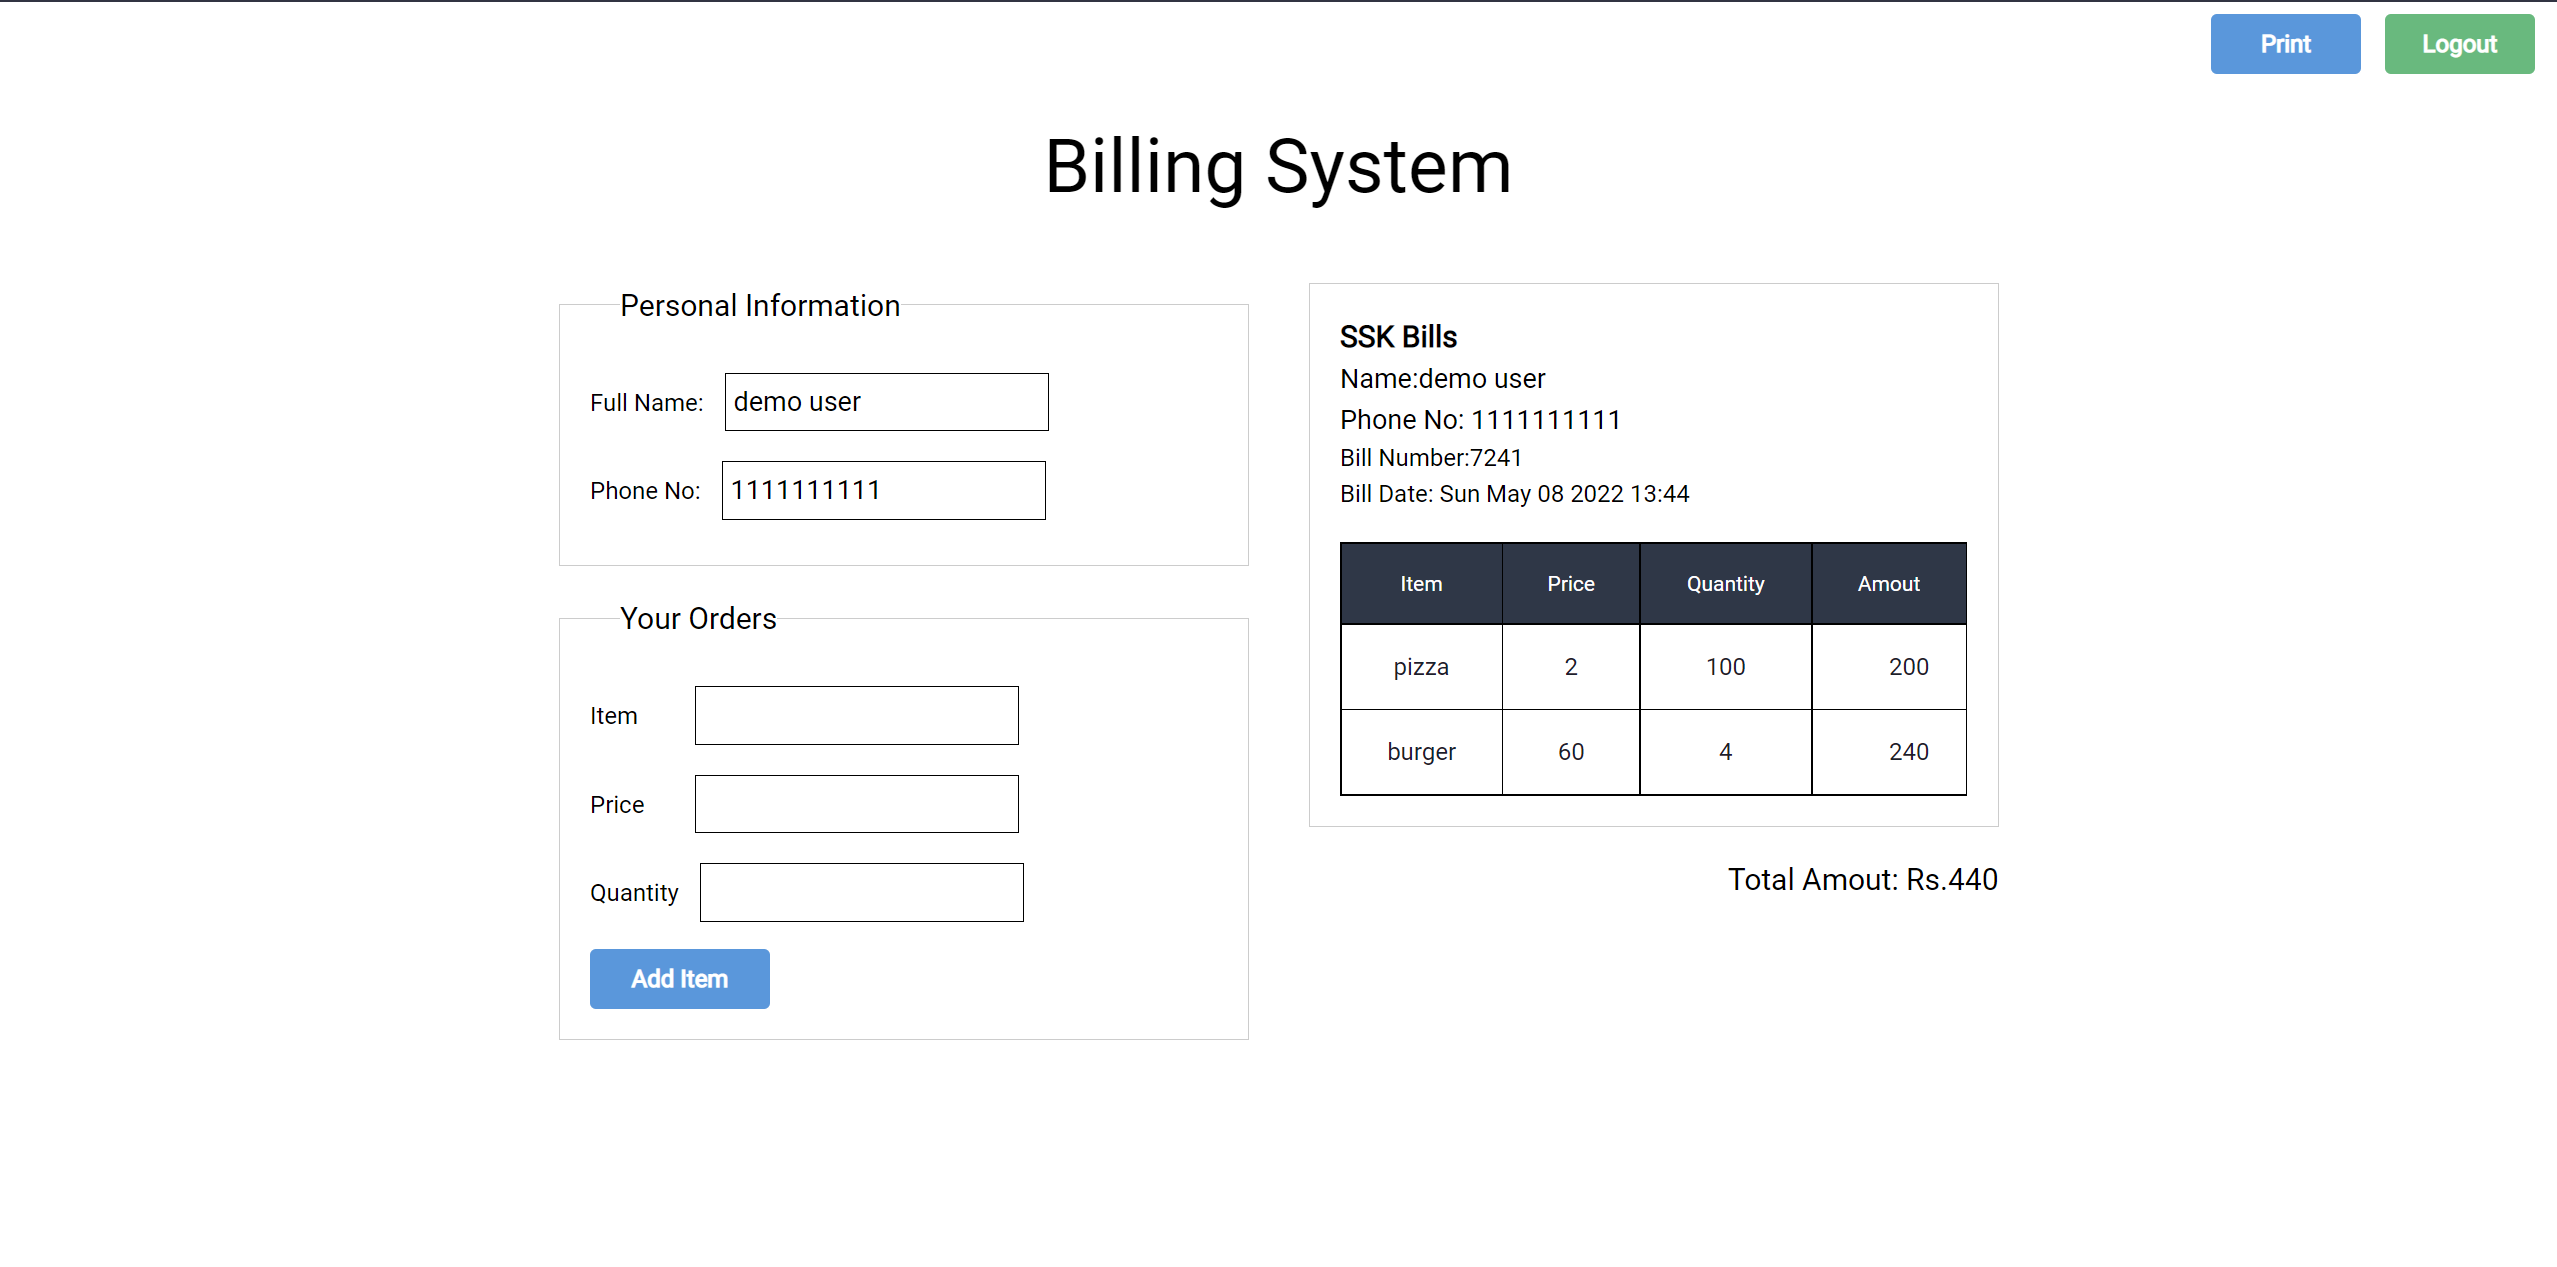 Print Logout
Billing System
Personal Information
Full Name: demo user
Phone No: 1111111111
Your Orders
Item
Price
Quantity
Add Item
SSK Bills
Name:demo user
Phone No: 1111111111
Bill Number:7241
Bill Date: Sun May 08 2022 13:44
Item Price Quantity Amout
pizza 2 100 200
burger 60 4 240
Total Amout: Rs.440